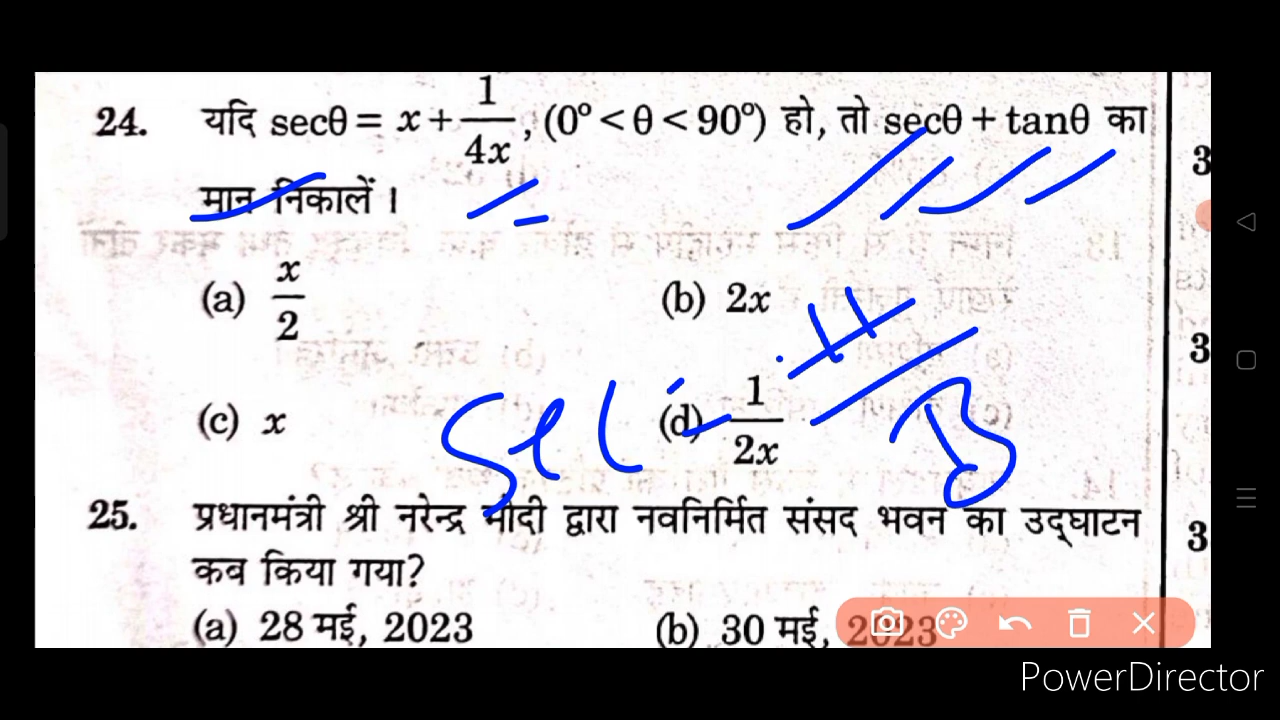 24. यदि secθ = x + 1/4x, (0° < θ < 90°) हो, तो secθ + tanθ का
मान निकालें ।
(a) x/2 (b) 2x
(c) x (d) 1/2x
25. प्रधानमंत्री श्री नरेन्द्र मोदी द्वारा नवनिर्मित संसद भवन का उद्घाटन
कब किया गया?
(a) 28 मई, 2023 (b) 30 मई, 2023
3
3
3
B
PowerDirector